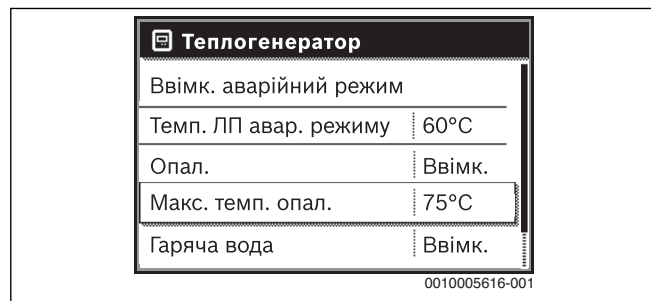 Теплогенератор
Ввімк. аварійний режим
Темп. ЛП авар. режиму 60°C
Опал. Ввімк.
Макс. темп. опал. 75°C
Гаряча вода Ввімк.
0010005616-001